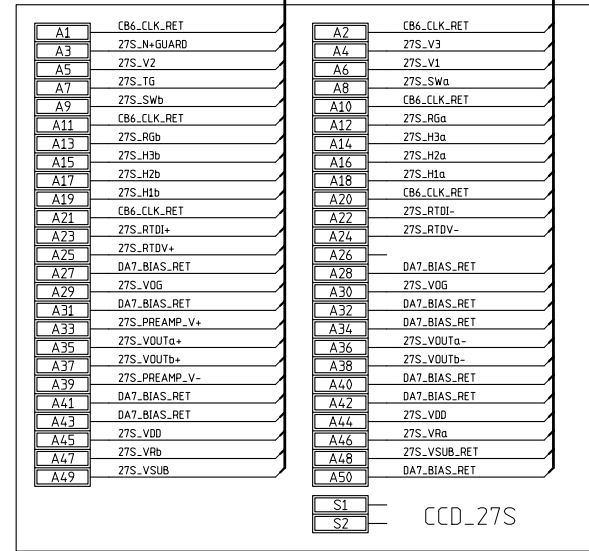 A1 CB6_CLK_RET
A3 27S_N+GUARD
A5 27S_V2
A7 27S_TG
A9 27S_SWb
A11 CB6_CLK_RET
A13 27S_RGb
A15 27S_H3b
A17 27S_H2b
A19 27S_H1b
A21 CB6_CLK_RET
A23 27S_RTDI+
A25 27S_RTDV+
A27 DA7_BIAS_RET
A29 27S_VOG
A31 DA7_BIAS_RET
A33 27S_PREAMP_V+
A35 27S_VOUTa+
A37 27S_VOUTb+
A39 27S_PREAMP_V-
A41 DA7_BIAS_RET
A43 DA7_BIAS_RET
A45 27S_VDD
A47 27S_VRb
A49 27S_VSUB
A2 CB6_CLK_RET
A4 27S_V3
A6 27S_V1
A8 27S_SWa
A10 CB6_CLK_RET
A12 27S_RGa
A14 27S_H3a
A16 27S_H2a
A18 27S_H1a
A20 CB6_CLK_RET
A22 27S_RTDI-
A24 27S_RTDV-
A26
A28 DA7_BIAS_RET
A30 27S_VOG
A32 DA7_BIAS_RET
A34 DA7_BIAS_RET
A36 27S_VOUTa-
A38 27S_VOUTb-
A40 DA7_BIAS_RET
A42 DA7_BIAS_RET
A44 27S_VDD
A46 27S_VRa
A48 27S_VSUB_RET
A50 DA7_BIAS_RET
S1
S2
CCD_27S